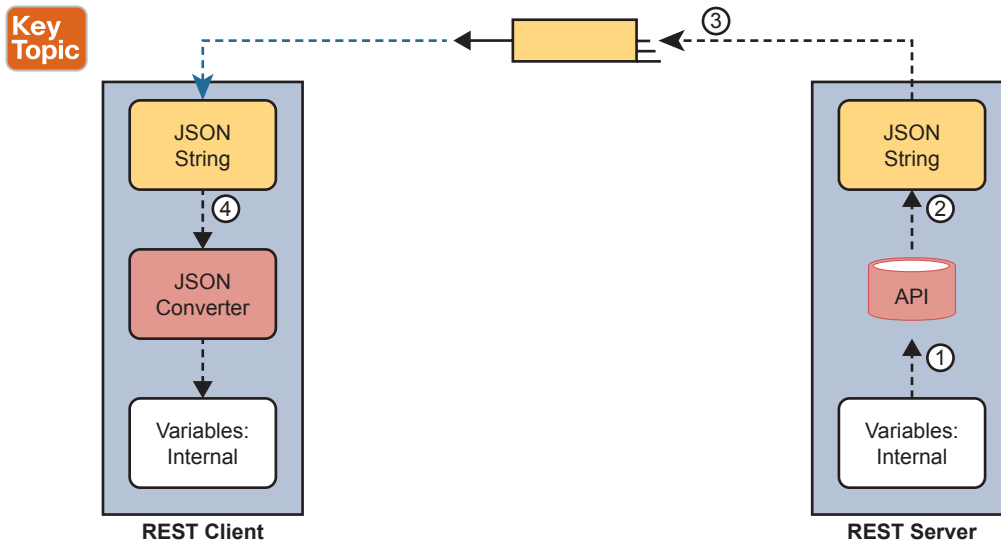 Key
Topic
3
JSON
String
4
JSON
Converter
Variables:
Internal
REST Client
JSON
String
2
API
1
Variables:
Internal
REST Server